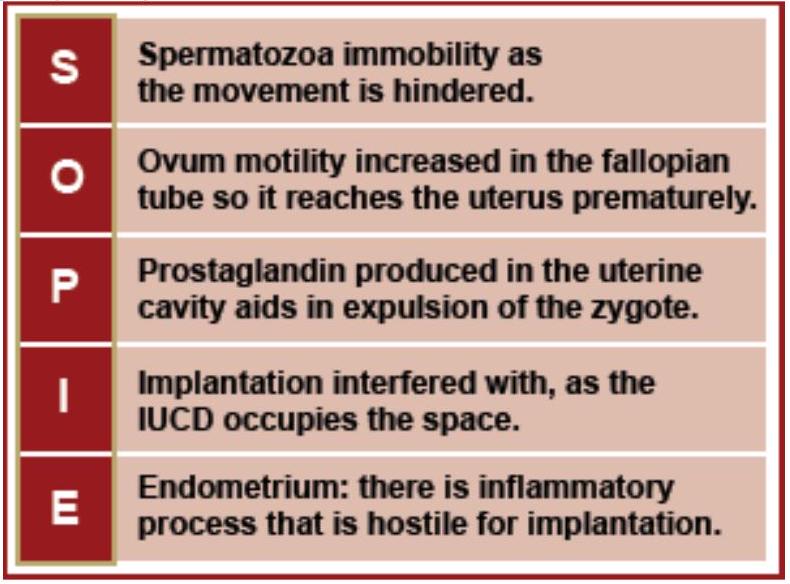 S
Spermatozoa immobility as
the movement is hindered.
O
Ovum motility increased in the fallopian
tube so it reaches the uterus prematurely.
P
Prostaglandin produced in the uterine
cavity aids in expulsion of the zygote.
I
Implantation interfered with, as the
IUCD occupies the space.
E
Endometrium: there is inflammatory
process that is hostile for implantation.